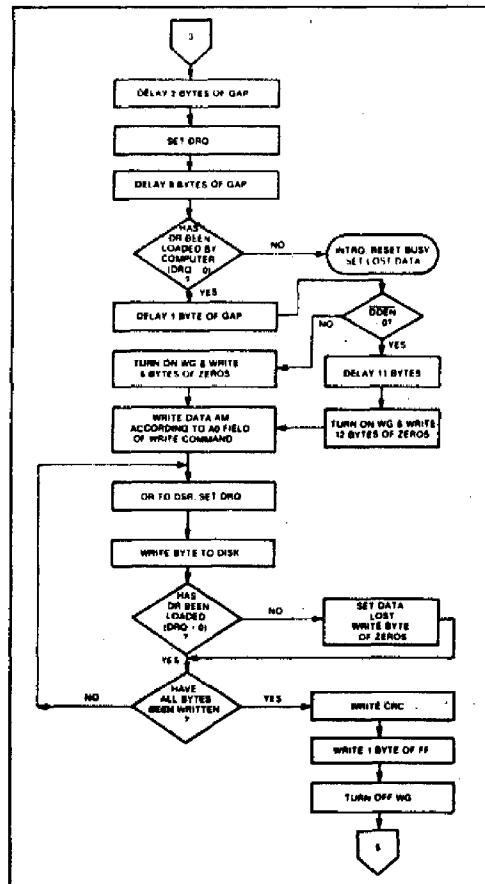 3
DELAY 2 BYTES OF GAP
SET DRQ
DELAY 8 BYTES OF GAP
HAS
DR BEEN
LOADED BY
COMPUTER
(DRQ = 0)
?
NO
INTRQ. RESET BUSY
SET LOST DATA
YES
DELAY 1 BYTE OF GAP
DDEN
0?
NO
YES
TURN ON WG & WRITE
6 BYTES OF ZEROS
DELAY 11 BYTES
WRITE DATA AM
ACCORDING TO A0 FIELD
OF WRITE COMMAND
TURN ON WG & WRITE
12 BYTES OF ZEROS
DR TO DSR, SET DRQ
WRITE BYTE TO DISK
HAS
DR BEEN
LOADED
(DRQ = 0)
?
NO
SET DATA
LOST
WRITE BYTE
OF ZEROS
YES
HAVE
ALL BYTES
BEEN WRITTEN
?
NO
YES
WRITE CRC
WRITE 1 BYTE OF FF
TURN OFF WG